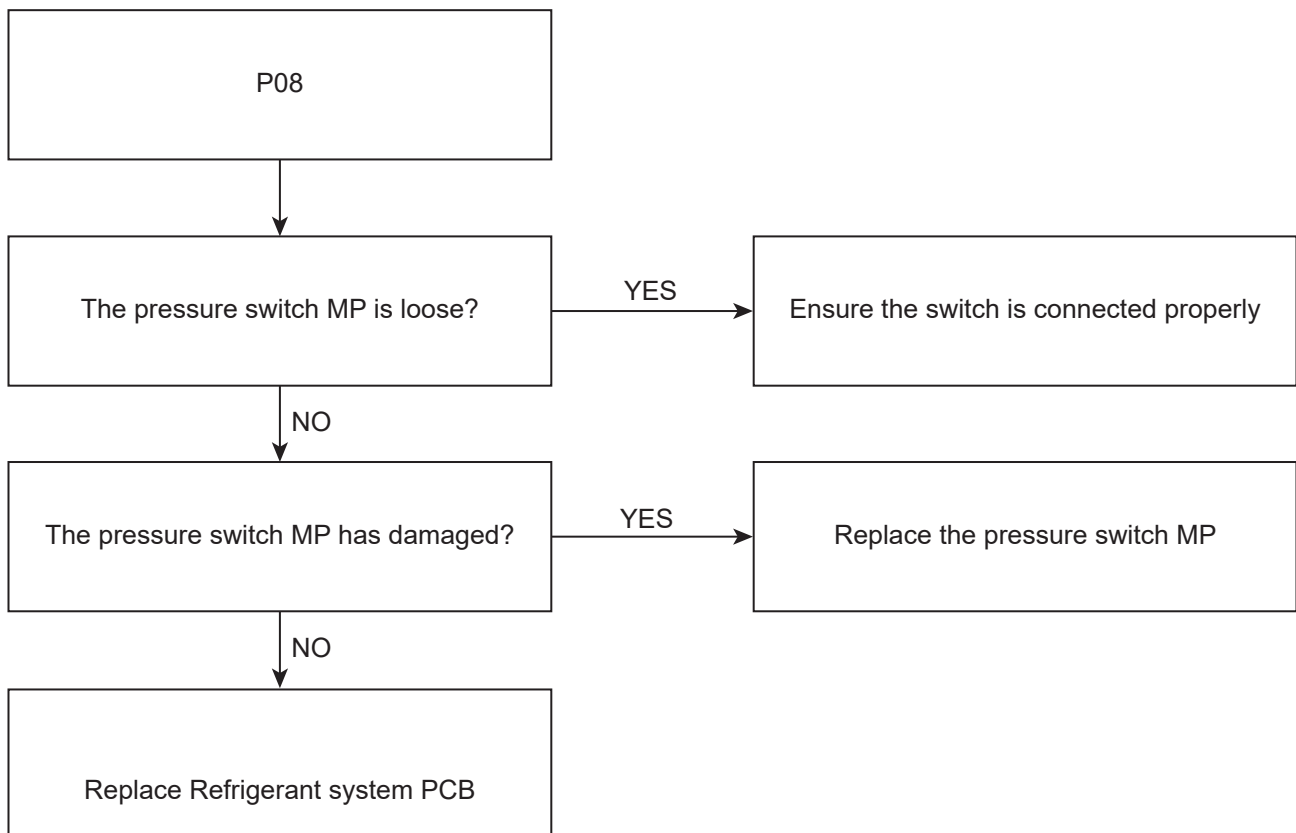 P08
The pressure switch MP is loose?
YES
Ensure the switch is connected properly
NO
The pressure switch MP has damaged?
YES
Replace the pressure switch MP
NO
Replace Refrigerant system PCB